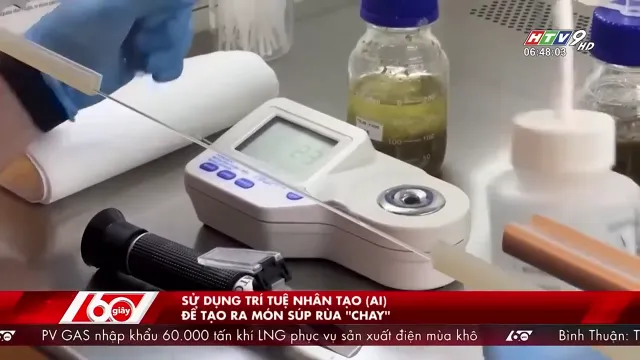 HTV9 HD
06:48:03
23
60 giây
SỬ DỤNG TRÍ TUỆ NHÂN TẠO (AI)
ĐỂ TẠO RA MÓN SÚP RÙA "CHAY"
PV GAS nhập khẩu 60.000 tấn khí LNG phục vụ sản xuất điện mùa khô
Bình Thuận: T